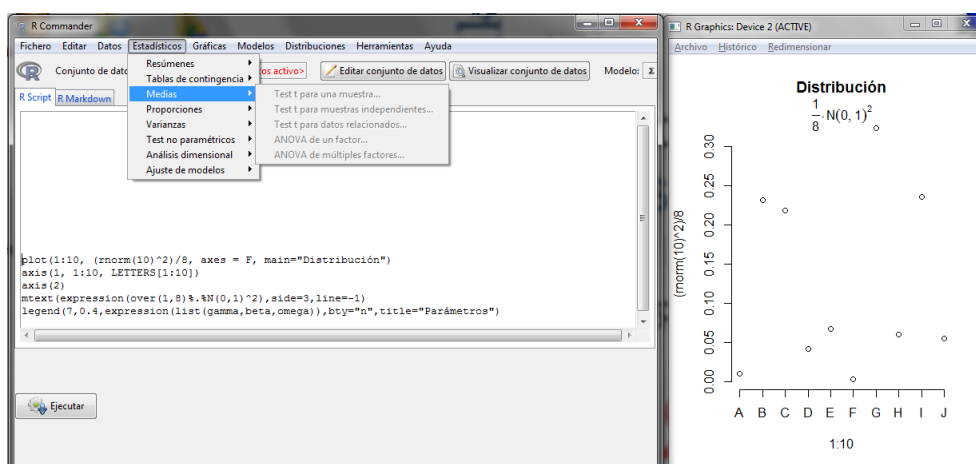 R Commander
Fichero Editar Datos Estadísticos Gráficas Modelos Distribuciones Herramientas Ayuda
Conjunto de dato
os activo>
Editar conjunto de datos
Visualizar conjunto de datos
Modelo: Σ
R Script
R Markdown
Resúmenes
Tablas de contingencia
Medias
Proporciones
Varianzas
Test no paramétricos
Análisis dimensional
Ajuste de modelos
Test t para una muestra...
Test t para muestras independientes...
Test t para datos relacionados...
ANOVA de un factor...
ANOVA de múltiples factores...
plot(1:10, (rnorm(10)^2)/8, axes = F, main="Distribución")
axis(1, 1:10, LETTERS[1:10])
axis(2)
mtext(expression(over(1,8)%.%N(0,1)^2),side=3,line=-1)
legend(7,0.4,expression(list(gamma,beta,omega)),bty="n",title="Parámetros")
Ejecutar
R Graphics: Device 2 (ACTIVE)
Archivo Histórico Redimensionar
Distribución
1/8·N(0, 1)²
(rnorm(10)^2)/8
0.30
0.25
0.20
0.15
0.10
0.05
0.00
A B C D E F G H I J
1:10